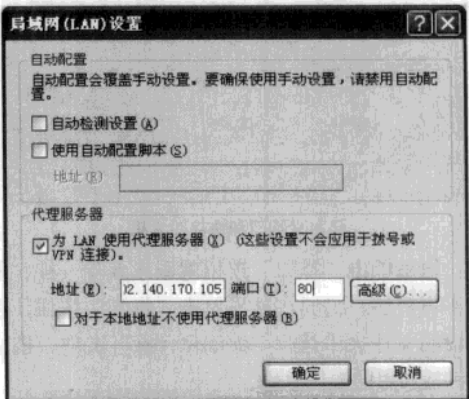 局域网(LAN)设置
自动配置
自动配置会覆盖手动设置。要确保使用手动设置，请禁用自动配
置。
自动检测设置(A)
使用自动配置脚本(S)
地址(R)
代理服务器
为 LAN 使用代理服务器(X) (这些设置不会应用于拨号或
VPN 连接)。
地址(E): 02.140.170.105 端口(T): 80 高级(C)...
对于本地地址不使用代理服务器(B)
确定 取消